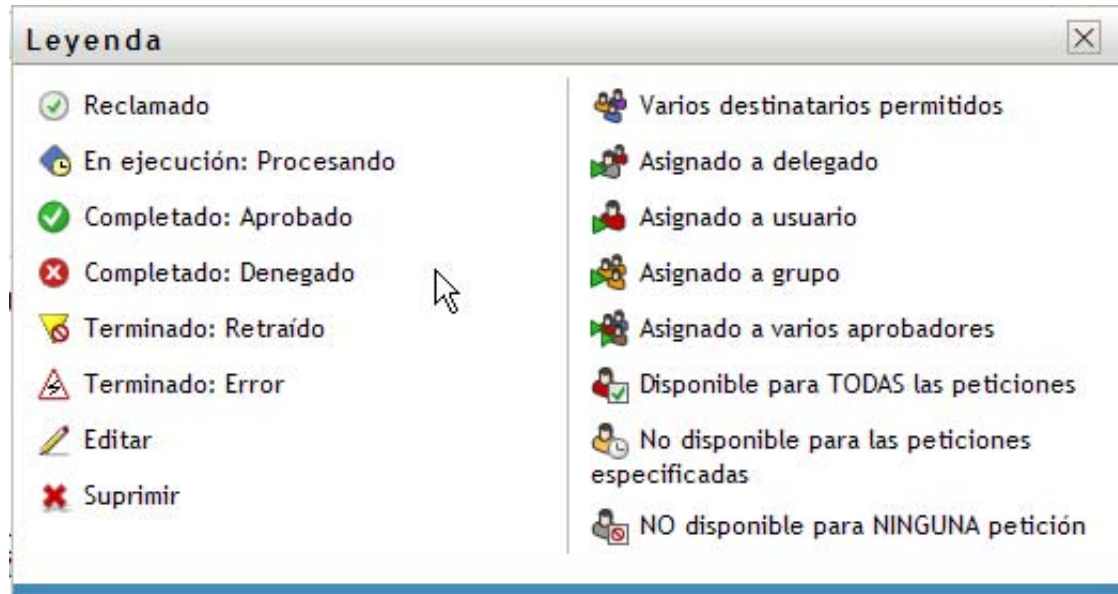 Leyenda
Reclamado
En ejecución: Procesando
Completado: Aprobado
Completado: Denegado
Terminado: Retraído
Terminado: Error
Editar
Suprimir
Varios destinatarios permitidos
Asignado a delegado
Asignado a usuario
Asignado a grupo
Asignado a varios aprobadores
Disponible para TODAS las peticiones
No disponible para las peticiones
especificadas
NO disponible para NINGUNA petición